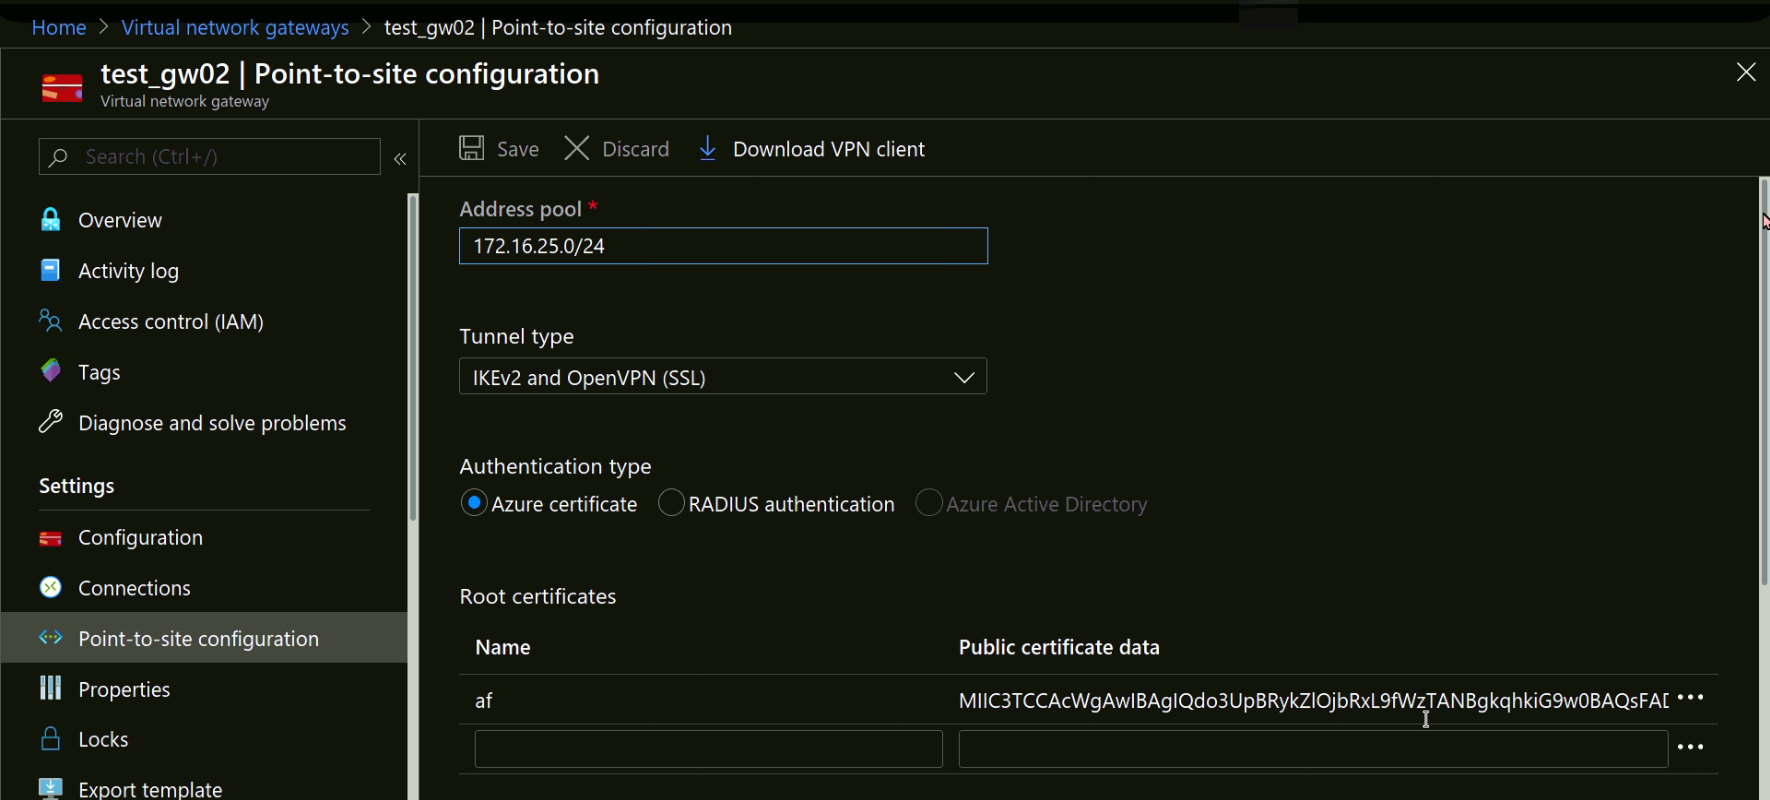 Home > Virtual network gateways > test_gw02 | Point-to-site configuration
test_gw02 | Point-to-site configuration
Virtual network gateway
Search (Ctrl+/)
«
Overview
Activity log
Access control (IAM)
Tags
Diagnose and solve problems
Settings
Configuration
Connections
Point-to-site configuration
Properties
Locks
Export template
Save Discard Download VPN client
Address pool *
172.16.25.0/24
Tunnel type
IKEv2 and OpenVPN (SSL)
Authentication type
Azure certificate RADIUS authentication Azure Active Directory
Root certificates
Name Public certificate data
af MIIC3TCCAcWgAwIBAgIQdo3UpBRykZlOjbRxL9fWzTANBgkqhkiG9w0BAQsFAD